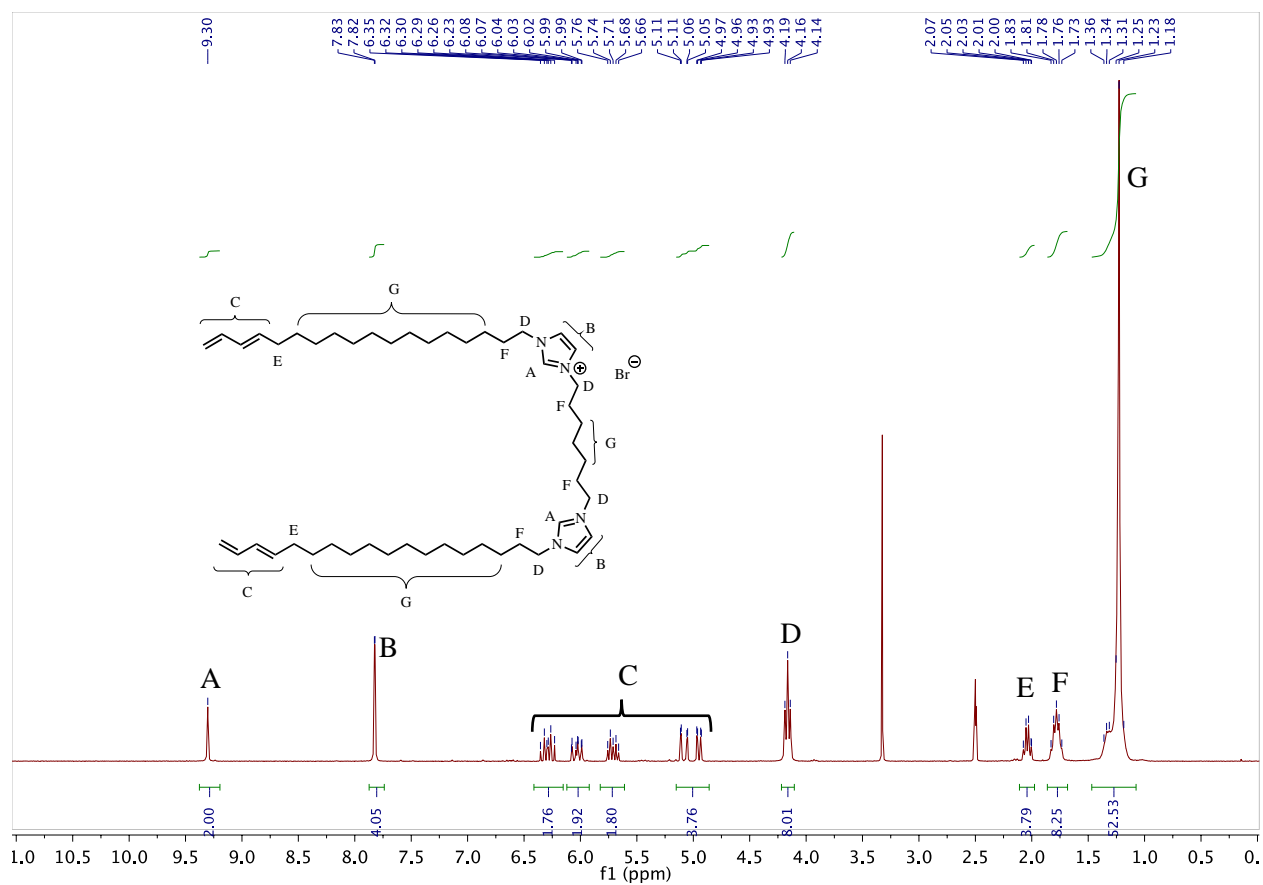 9.30 7.83 7.82 6.35 6.32 6.30 6.29 6.26 6.23 6.08 6.07 6.04 6.03 6.02 5.99 5.99 5.76 5.74 5.71 5.68 5.66 5.11 5.11 5.06 5.05 4.97 4.96 4.93 4.93 4.19 4.16 4.14 2.07 2.05 2.03 2.01 2.00 1.83 1.81 1.78 1.76 1.73 1.36 1.34 1.31 1.25 1.23 1.18
G
C G D B
E F N
A N ⊕ Br ⊖
D
F
G
F
D
A N
E F N
D B
C G
A B C D E F
2.00 4.05 1.76 1.92 1.80 3.76 8.01 3.79 8.25 52.53
1.0 10.5 10.0 9.5 9.0 8.5 8.0 7.5 7.0 6.5 6.0 5.5 5.0 4.5 4.0 3.5 3.0 2.5 2.0 1.5 1.0 0.5 0.
f1 (ppm)